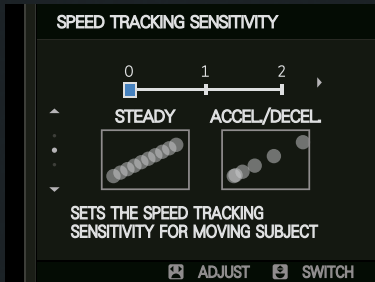 SPEED TRACKING SENSITIVITY
0 1 2
STEADY ACCEL./DECEL.
SETS THE SPEED TRACKING
SENSITIVITY FOR MOVING SUBJECT
ADJUST SWITCH